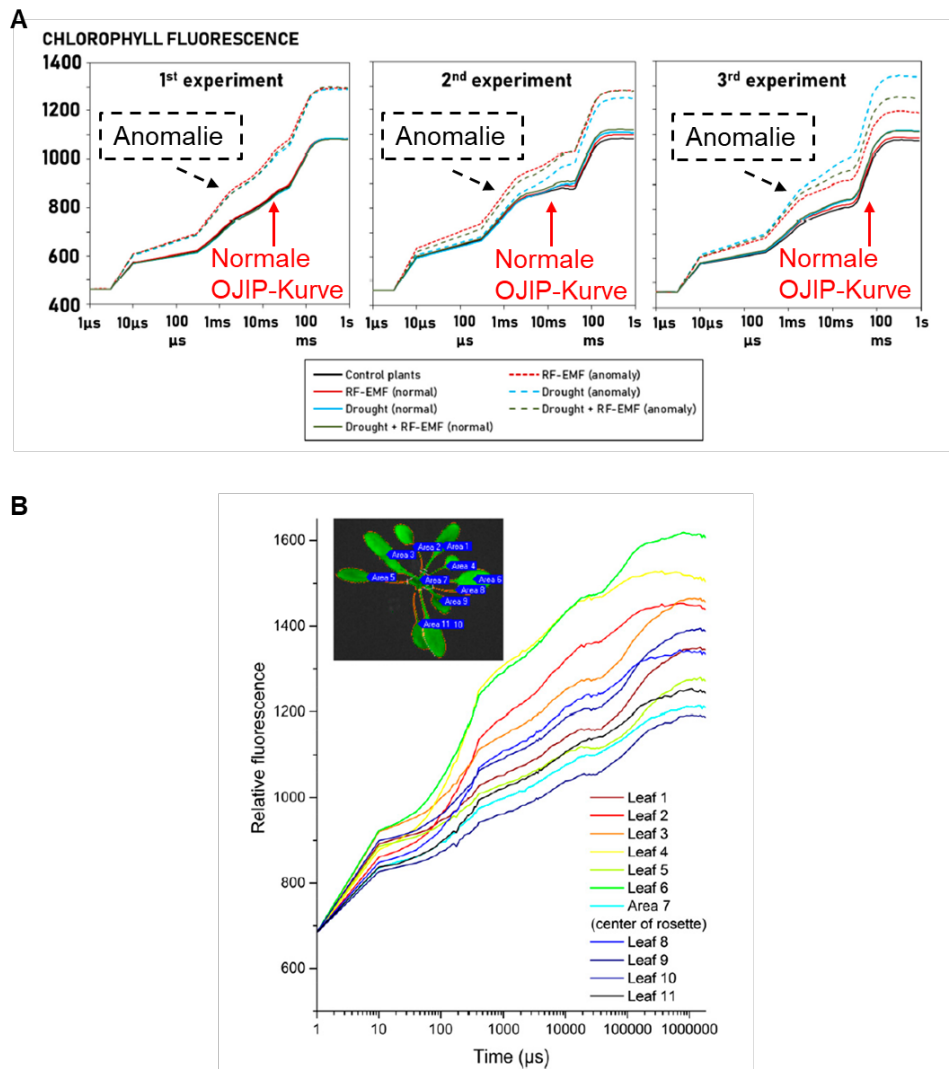 A
CHLOROPHYLL FLUORESCENCE
1400
1200
1000
800
600
400
1st experiment
Anomalie
Normale
OJIP-Kurve
1µs 10µs 100 µs 1ms 10ms 100 ms 1s
2nd experiment
Anomalie
Normale
OJIP-Kurve
1µs 10µs 100 µs 1ms 10ms 100 ms 1s
3rd experiment
Anomalie
Normale
OJIP-Kurve
1µs 10µs 100 µs 1ms 10ms 100 ms 1s
Control plants
RF-EMF (normal)
Drought (normal)
Drought + RF-EMF (normal)
RF-EMF (anomaly)
Drought (anomaly)
Drought + RF-EMF (anomaly)
B
Relative fluorescence
1600
1400
1200
1000
800
600
Area 2 Area 1
Area 3
Area 4
Area 5 Area 7 Area 6
Area 8
Area 9
Area 11 10
Leaf 1
Leaf 2
Leaf 3
Leaf 4
Leaf 5
Leaf 6
Area 7
(center of rosette)
Leaf 8
Leaf 9
Leaf 10
Leaf 11
1 10 100 1000 10000 100000 1000000
Time (µs)